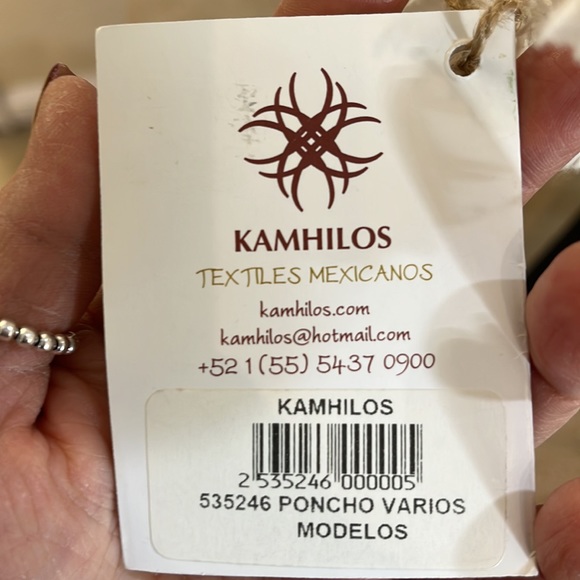 KAMHILOS
TEXTILES MEXICANOS
kamhilos.com
kamhilos@hotmail.com
+52 1 (55) 5437 0900
KAMHILOS
2 535246 000005
535246 PONCHO VARIOS
MODELOS